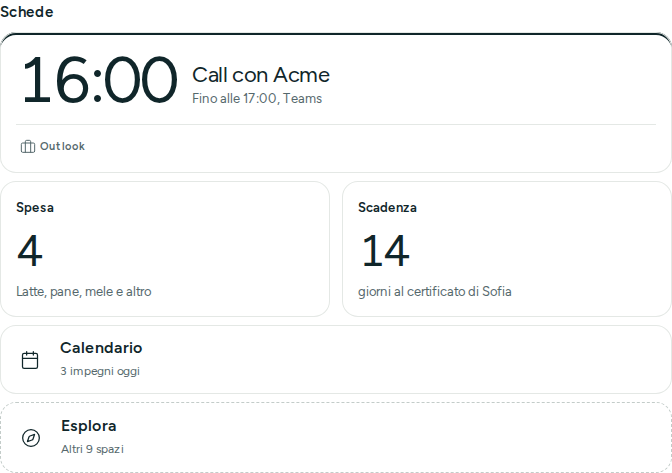 Schede
16:00
Call con Acme
Fino alle 17:00, Teams
Outlook
Spesa
4
Latte, pane, mele e altro
Scadenza
14
giorni al certificato di Sofia
Calendario
3 impegni oggi
Esplora
Altri 9 spazi